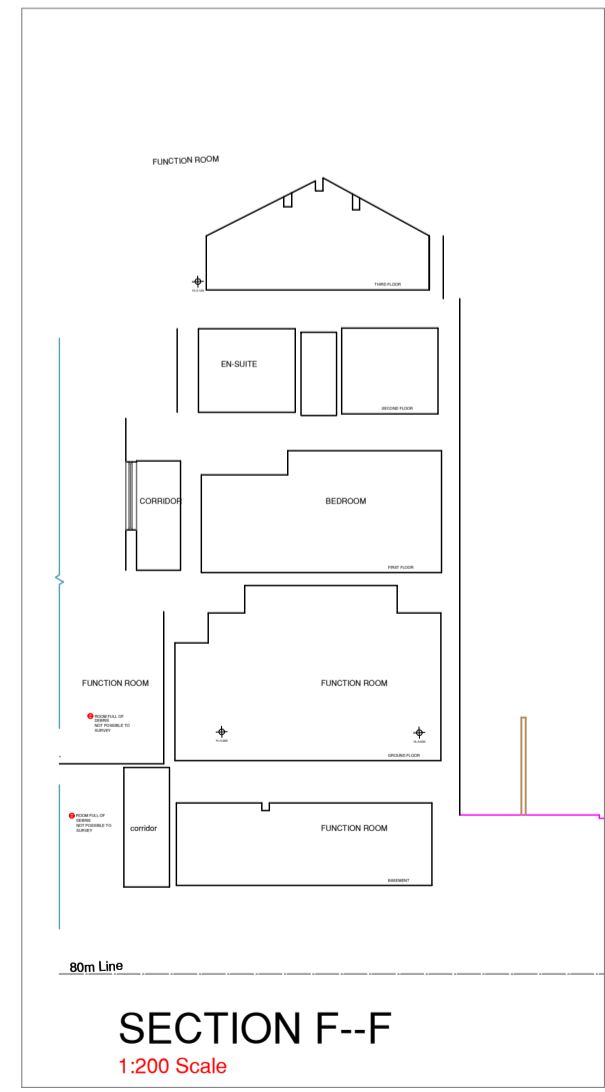 FUNCTION ROOM
THIRD FLOOR
EN-SUITE
SECOND FLOOR
CORRIDOR
BEDROOM
FIRST FLOOR
FUNCTION ROOM
FUNCTION ROOM
ROOM FULL OF
DEBRIS
NOT POSSIBLE TO
SURVEY
GROUND FLOOR
ROOM FULL OF
DEBRIS
NOT POSSIBLE TO
SURVEY
corridor
FUNCTION ROOM
BASEMENT
80m Line
SECTION F--F
1:200 Scale